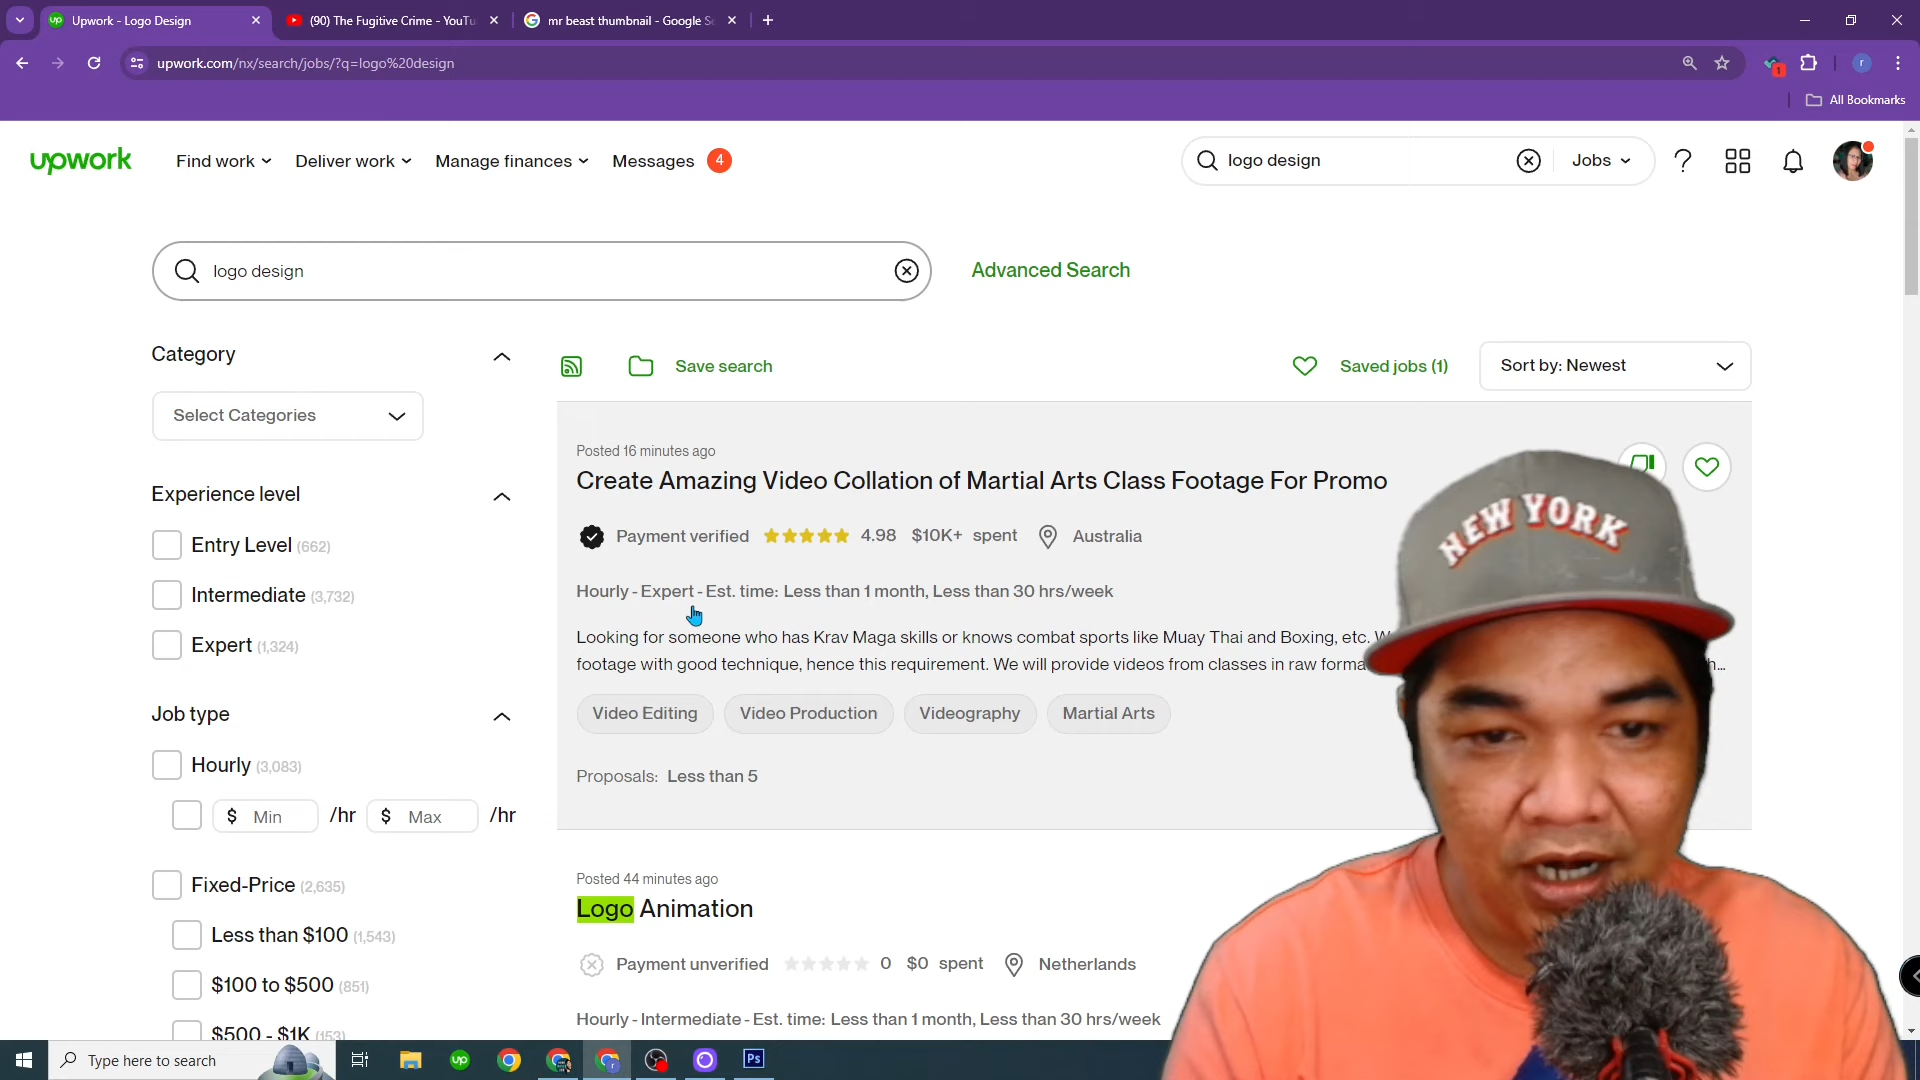 Upwork - Logo Design
(90) The Fugitive Crime - YouTu
mr beast thumbnail - Google Se
upwork.com/nx/search/jobs/?q=logo%20design
1
r
All Bookmarks
upwork
Find work
Deliver work
Manage finances
Messages
4
logo design
Jobs
logo design
Advanced Search
Category
Select Categories
Experience level
Entry Level (662)
Intermediate (3,732)
Expert (1,324)
Job type
Hourly (3,083)
$ Min /hr $ Max /hr
Fixed-Price (2,635)
Less than $100 (1,543)
$100 to $500 (851)
$500 - $1K (153)
Save search
Saved jobs (1)
Sort by: Newest
Posted 16 minutes ago
Create Amazing Video Collation of Martial Arts Class Footage For Promo
Payment verified 4.98 $10K+ spent Australia
Hourly - Expert - Est. time: Less than 1 month, Less than 30 hrs/week
Looking for someone who has Krav Maga skills or knows combat sports like Muay Thai and Boxing, etc.
footage with good technique, hence this requirement. We will provide videos from classes in raw
Video Editing
Video Production
Videography
Martial Arts
Proposals: Less than 5
Posted 44 minutes ago
Logo Animation
Payment unverified 0 $0 spent Netherlands
Hourly - Intermediate - Est. time: Less than 1 month, Less than 30 hrs/week
NEW YORK
Type here to search
up
Ps